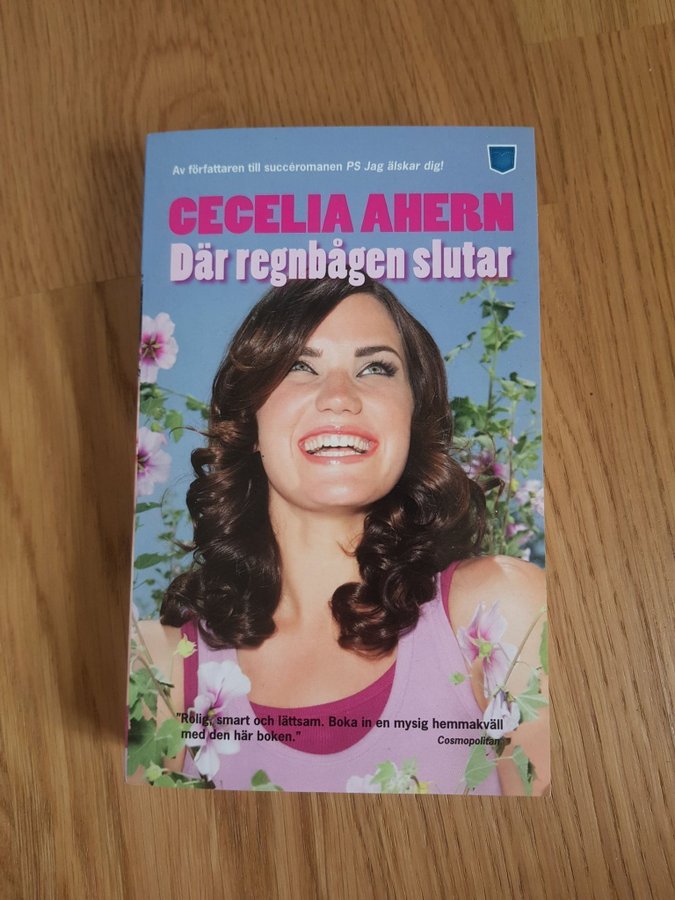 Av författaren till succéromanen PS Jag älskar dig!
CECELIA AHERN
Där regnbågen slutar
"Rolig, smart och lättsam. Boka in en mysig hemmakväll
med den här boken."
Cosmopolitan